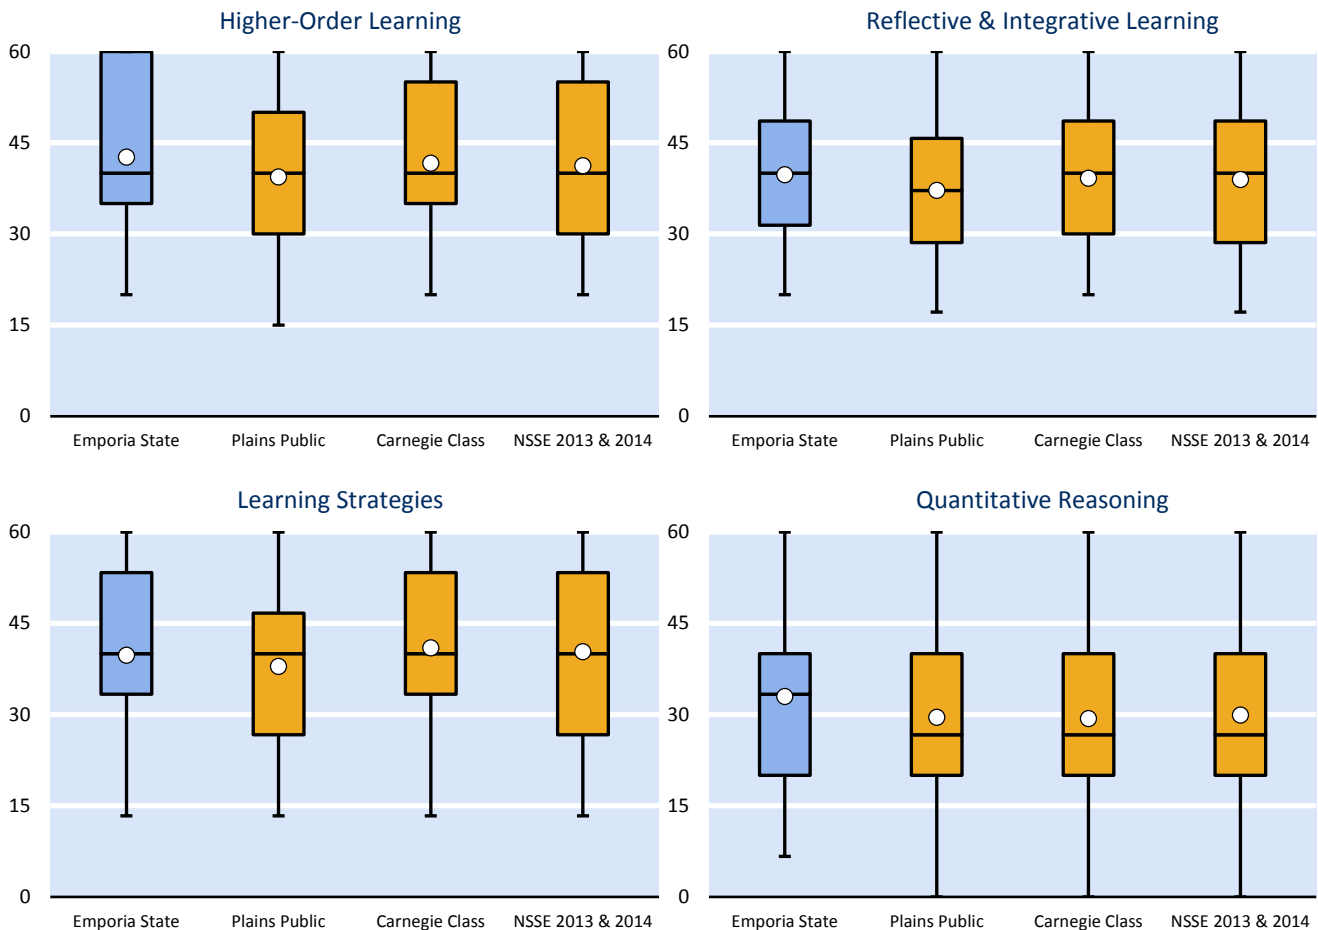 Higher-Order Learning
60
45
30
15
0
Emporia State Plains Public Carnegie Class NSSE 2013 & 2014
Reflective & Integrative Learning
60
45
30
15
0
Emporia State Plains Public Carnegie Class NSSE 2013 & 2014
Learning Strategies
60
45
30
15
0
Emporia State Plains Public Carnegie Class NSSE 2013 & 2014
Quantitative Reasoning
60
45
30
15
0
Emporia State Plains Public Carnegie Class NSSE 2013 & 2014